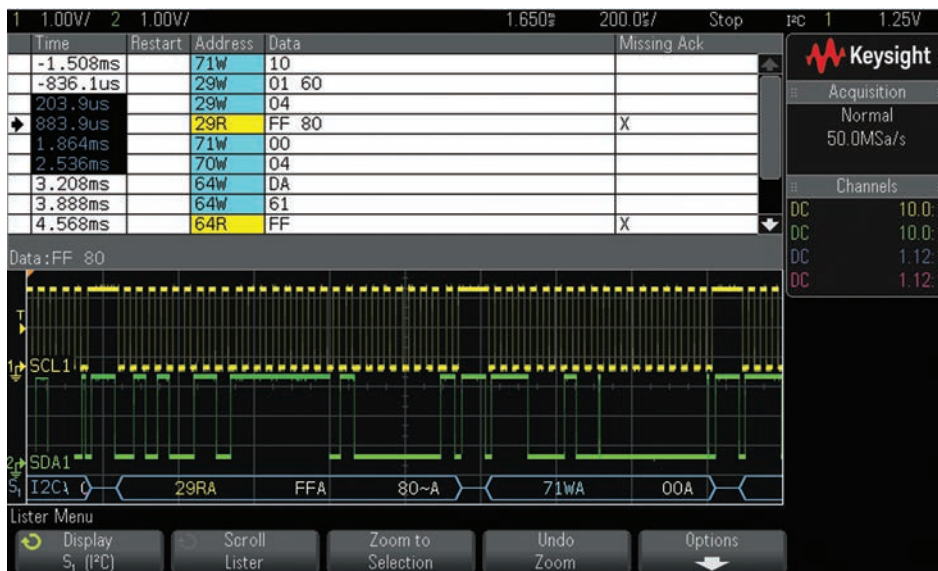 1 1.00V/ 2 1.00V/ 1.650s 200.0s/ Stop I²C 1 1.25V
Time Restart Address Data Missing Ack
-1.508ms 71W 10
-836.1us 29W 01 60
203.9us 29W 04
883.9us 29R FF 80 X
1.864ms 71W 00
2.536ms 70W 04
3.208ms 64W DA
3.888ms 64W 61
4.568ms 64R FF X
Data:FF 80
Keysight
Acquisition
Normal
50.0MSa/s
Channels
DC 10.0:
DC 10.0:
DC 1.12:
DC 1.12:
T
1 SCL1
2 SDA1
S₁ I2C 29RA FFA 80~A 71WA 00A
Lister Menu
Display
S₁ (I²C)
Scroll
Lister
Zoom to
Selection
Undo
Zoom
Options